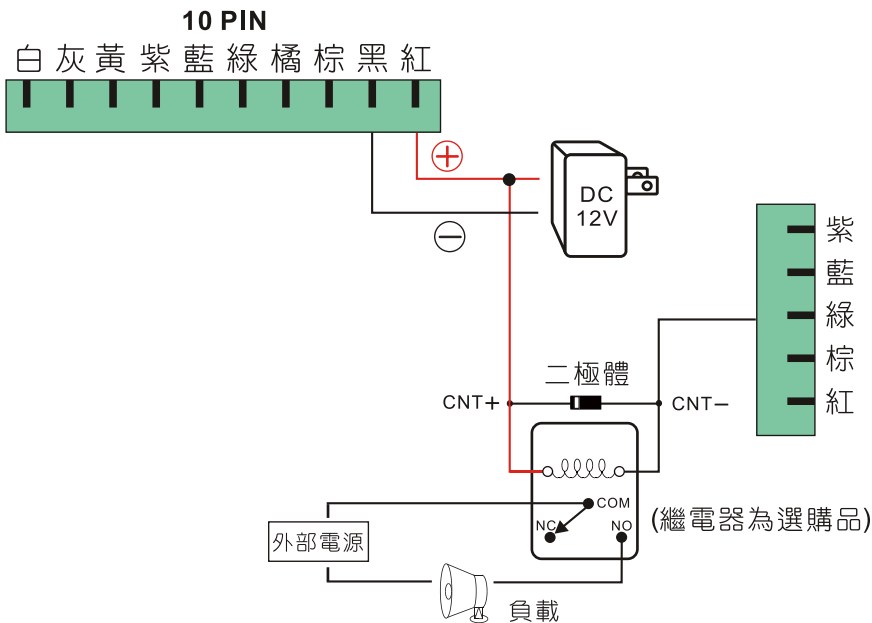 10 PIN
白 灰 黃 紫 藍 綠 橘 棕 黑 紅
+
−
DC
12V
紫
藍
綠
棕
紅
二極體
CNT+
CNT−
COM
NC
NO
(繼電器為選購品)
外部電源
負載